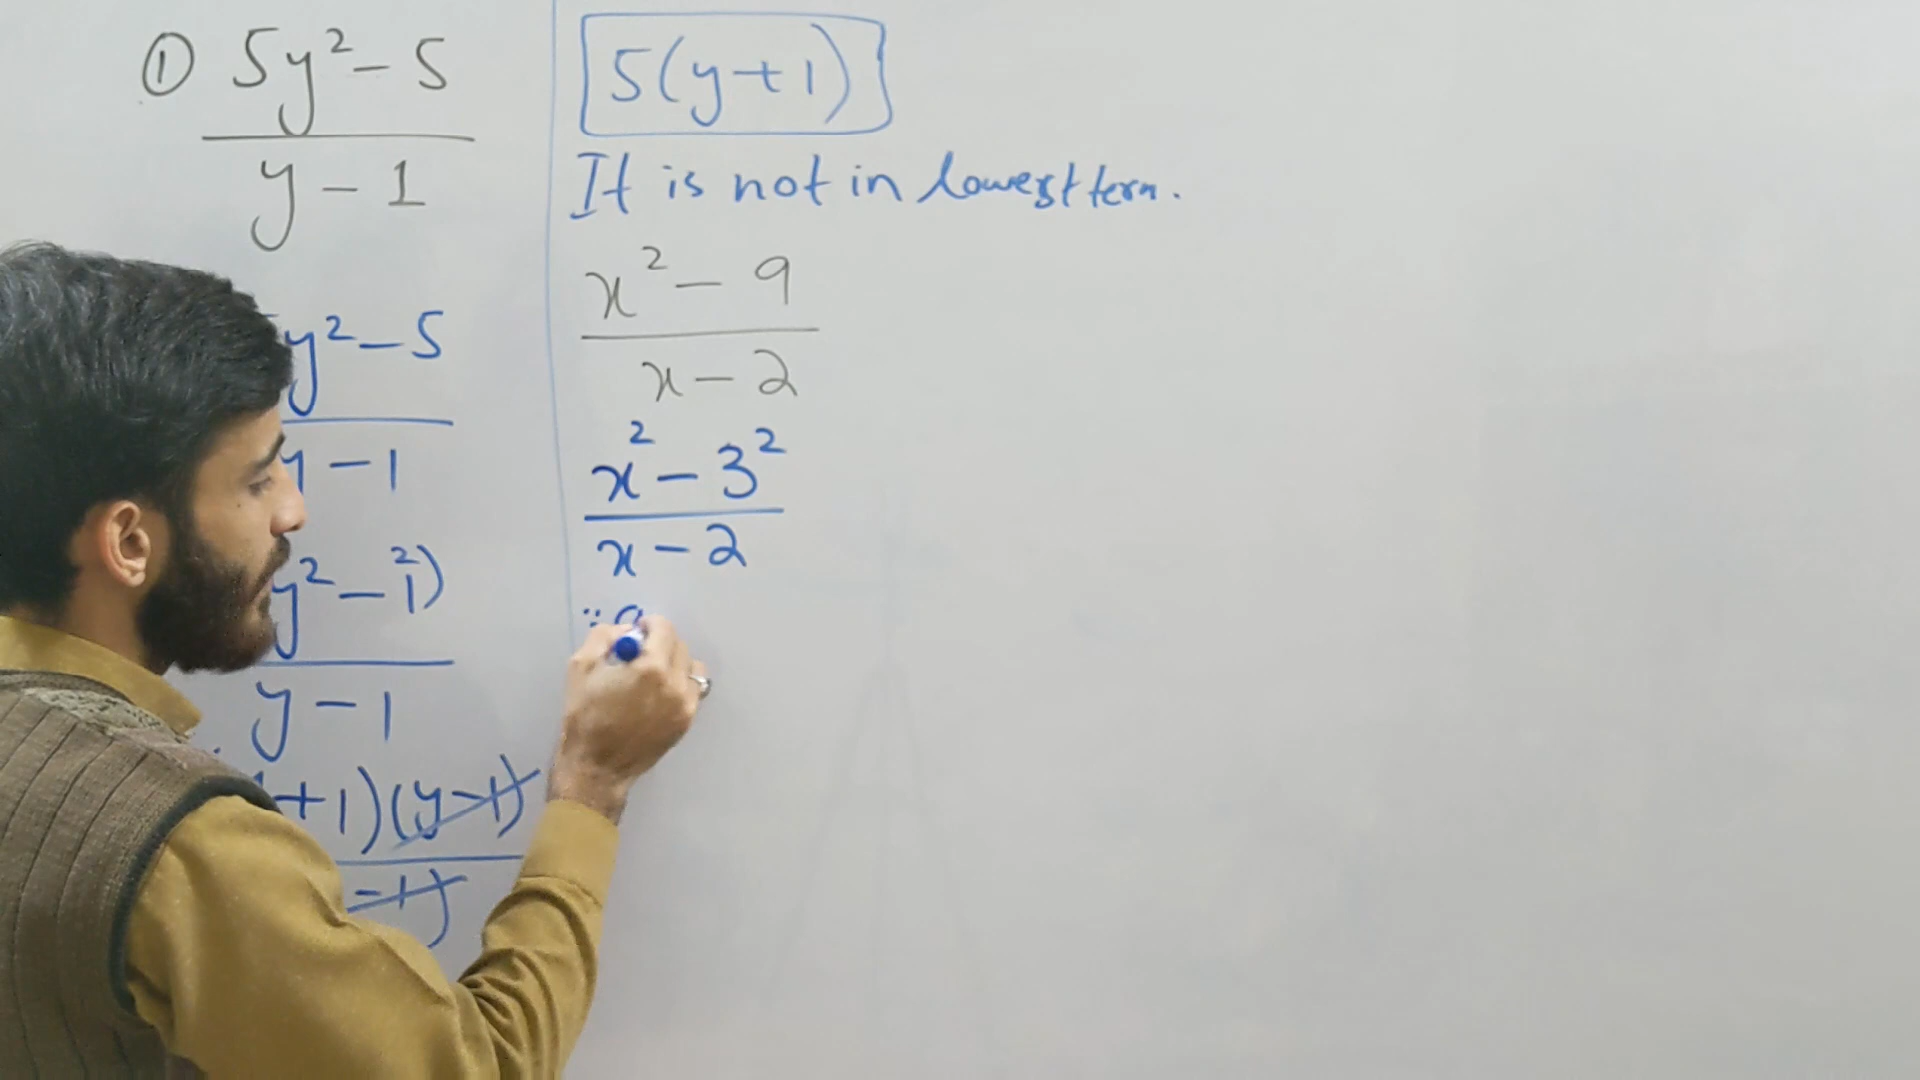 ① 5y² - 5
y - 1
y² - 5
y - 1
y² - 1²)
y - 1
+ 1)(y - 1)
- 1)
5(y + 1)
It is not in lowest term.
x² - 9
x - 2
x² - 3²
x - 2
∵ a